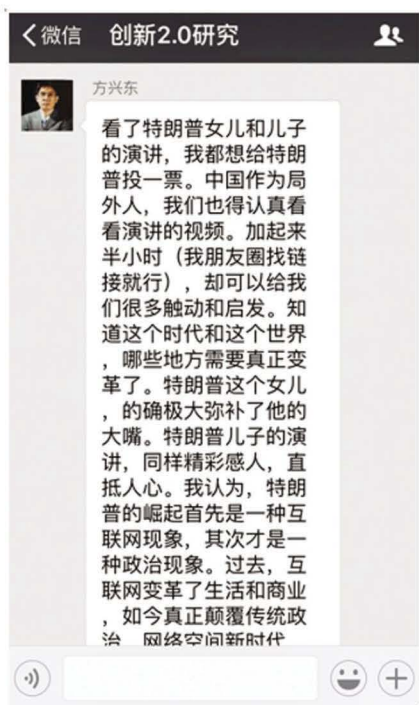 微信 创新2.0研究
方兴东
看了特朗普女儿和儿子
的演讲，我都想给特朗
普投一票。中国作为局
外人，我们也得认真看
看演讲的视频。加起来
半小时（我朋友圈找链
接就行），却可以给我
们很多触动和启发。知
道这个时代和这个世界
，哪些地方需要真正变
革了。特朗普这个女儿
，的确极大弥补了他的
大嘴。特朗普儿子的演
讲，同样精彩感人，直
抵人心。我认为，特朗
普的崛起首先是一种互
联网现象，其次才是一
种政治现象。过去，互
联网变革了生活和商业
，如今真正颠覆传统政
治　网络空间新时代